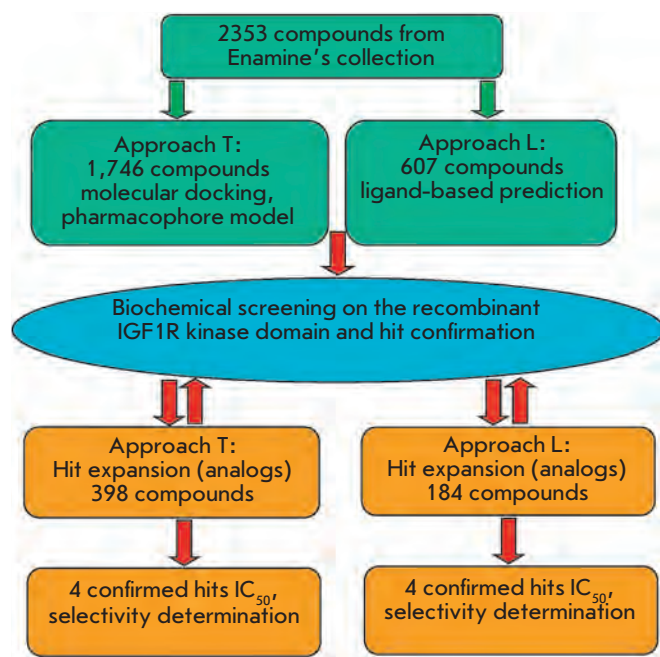 2353 compounds from
Enamine's collection
Approach T:
1,746 compounds
molecular docking,
pharmacophore model
Approach L:
607 compounds
ligand-based prediction
Biochemical screening on the recombinant
IGF1R kinase domain and hit confirmation
Approach T:
Hit expansion (analogs)
398 compounds
Approach L:
Hit expansion (analogs)
184 compounds
4 confirmed hits IC50,
selectivity determination
4 confirmed hits IC50,
selectivity determination